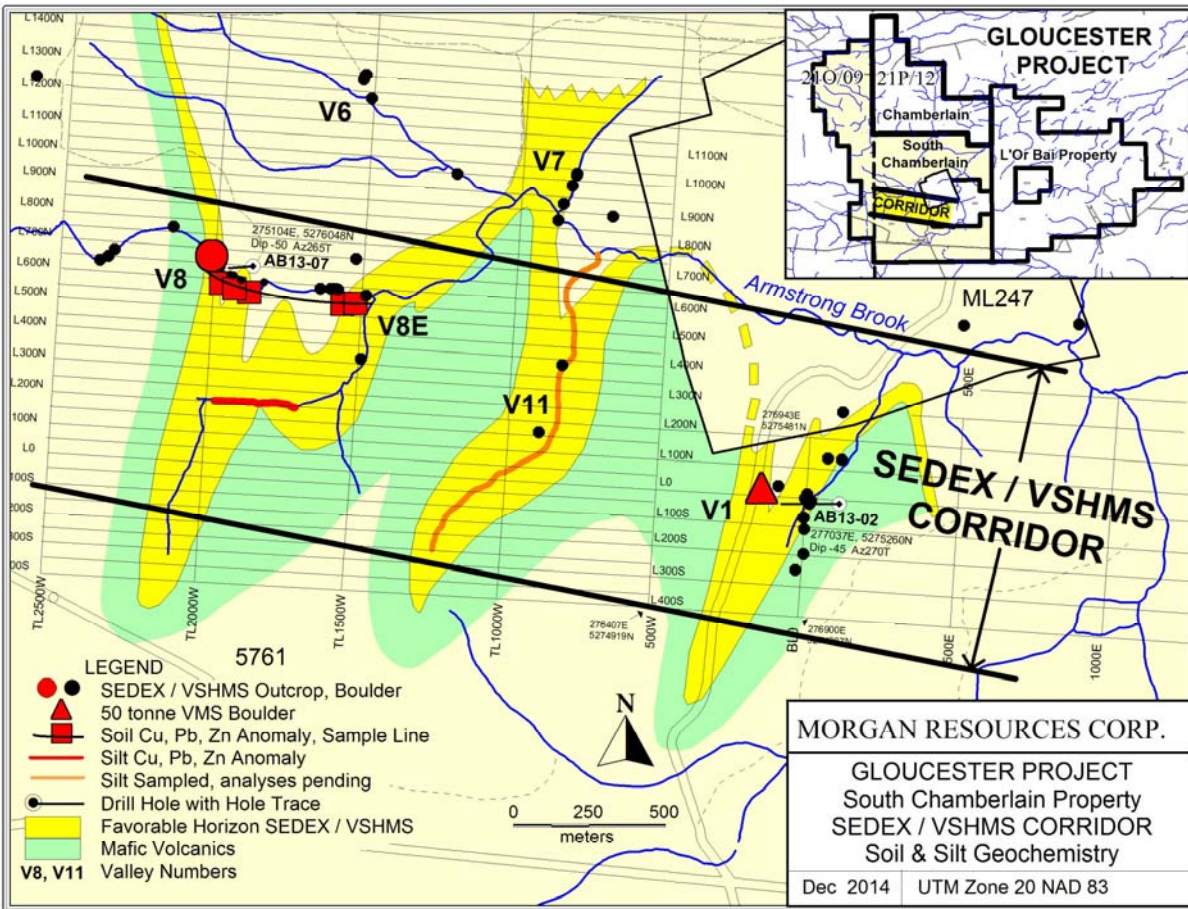 L1400N
L1300N
L1200N
L1100N
L1000N
L900N
L800N
L700N
L600N
L500N
L400N
L300N
L200N
L100N
L0
L200S
TL2500W
TL2000W
TL1500W
TL1000W
500W
BL0
500E
1000E
500E
V6
V7
V8
275104E, 5276048N
Dip -50 Az265T
AB13-07
V8E
V11
L1100N
L1000N
L900N
L800N
L700N
L600N
L500N
L400N
L300N
L200N
L100N
L0
L100S
L200S
L300S
L400S
Armstrong Brook
ML247
276943E
5275481N
V1
AB13-02
277037E, 5275260N
Dip -45 Az270T
SEDEX / VSHMS
CORRIDOR
276407E
5274919N
276900E
5761
GLOUCESTER
PROJECT
21O/09
21P/12
Chamberlain
South
Chamberlain
L'Or Bai Property
CORRIDOR
LEGEND
SEDEX / VSHMS Outcrop, Boulder
50 tonne VMS Boulder
Soil Cu, Pb, Zn Anomaly, Sample Line
Silt Cu, Pb, Zn Anomaly
Silt Sampled, analyses pending
Drill Hole with Hole Trace
Favorable Horizon SEDEX / VSHMS
Mafic Volcanics
V8, V11 Valley Numbers
N
0 250 500
meters
MORGAN RESOURCES CORP.
GLOUCESTER PROJECT
South Chamberlain Property
SEDEX / VSHMS CORRIDOR
Soil & Silt Geochemistry
Dec 2014 UTM Zone 20 NAD 83